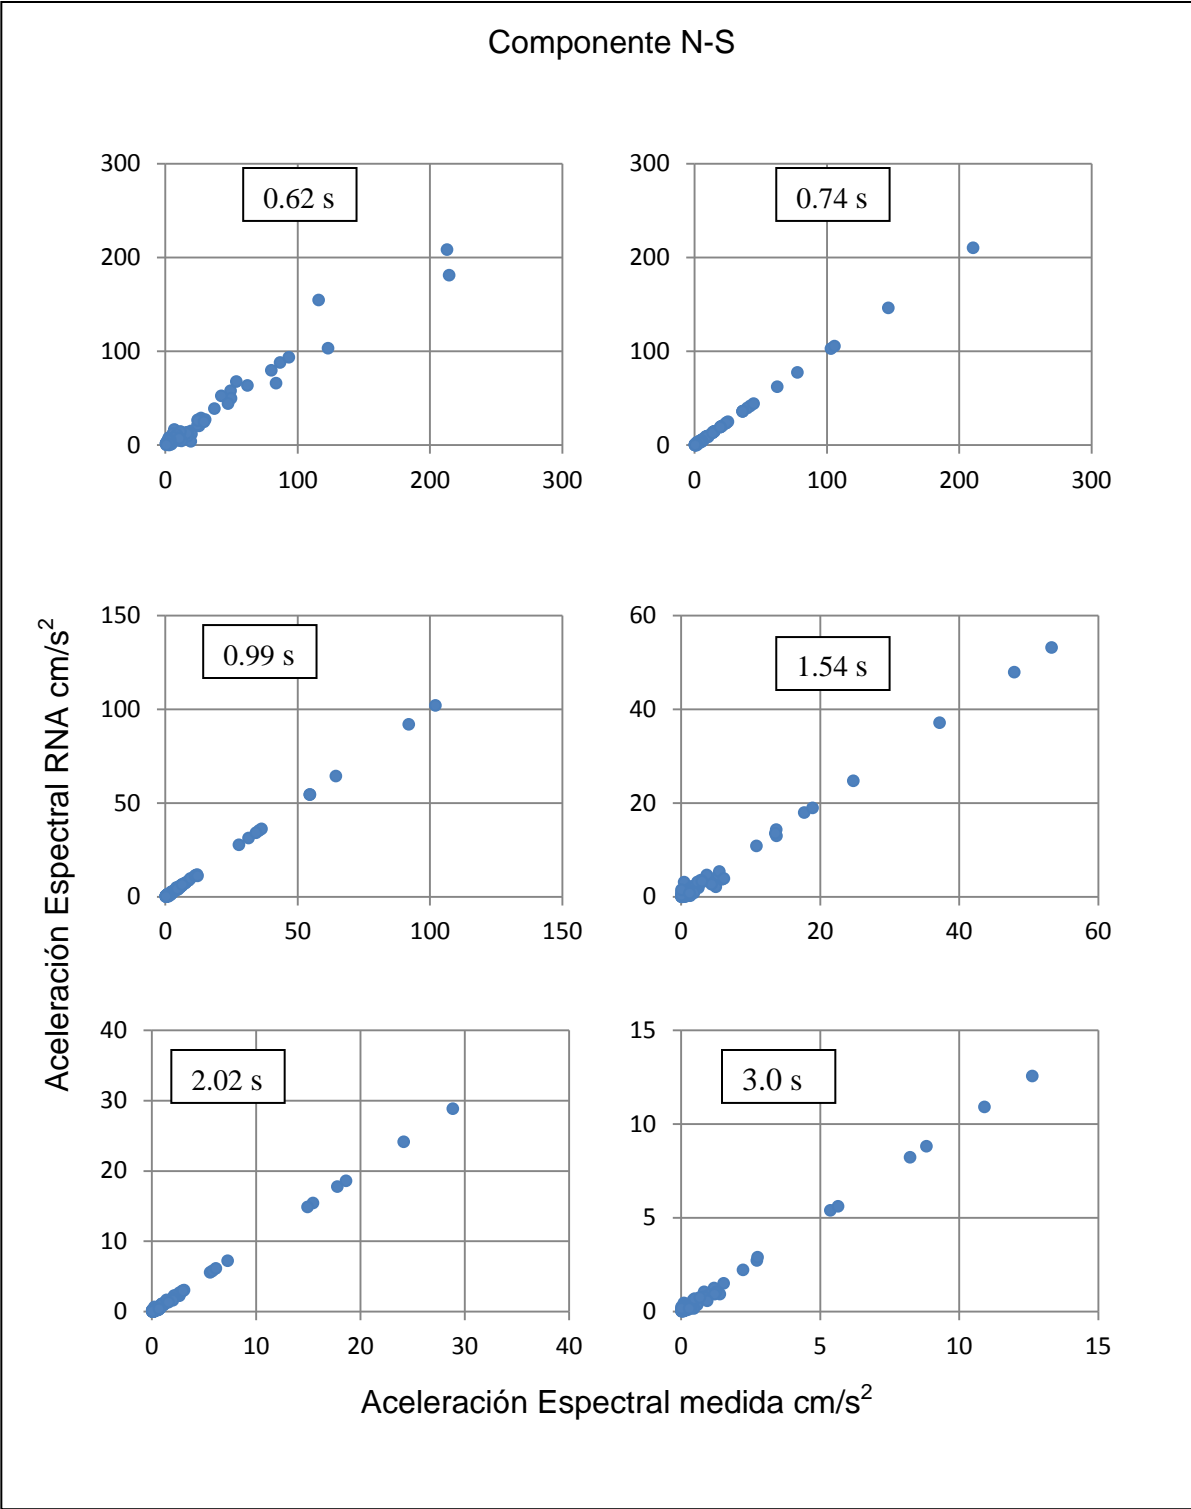 Componente N-S
300
200
100
0
0.62 s
0 100 200 300
300
200
100
0
0.74 s
0 100 200 300
Aceleración Espectral RNA cm/s²
150
100
50
0
0.99 s
0 50 100 150
60
40
20
0
1.54 s
0 20 40 60
40
30
20
10
0
2.02 s
0 10 20 30 40
15
10
5
0
3.0 s
0 5 10 15
Aceleración Espectral medida cm/s²